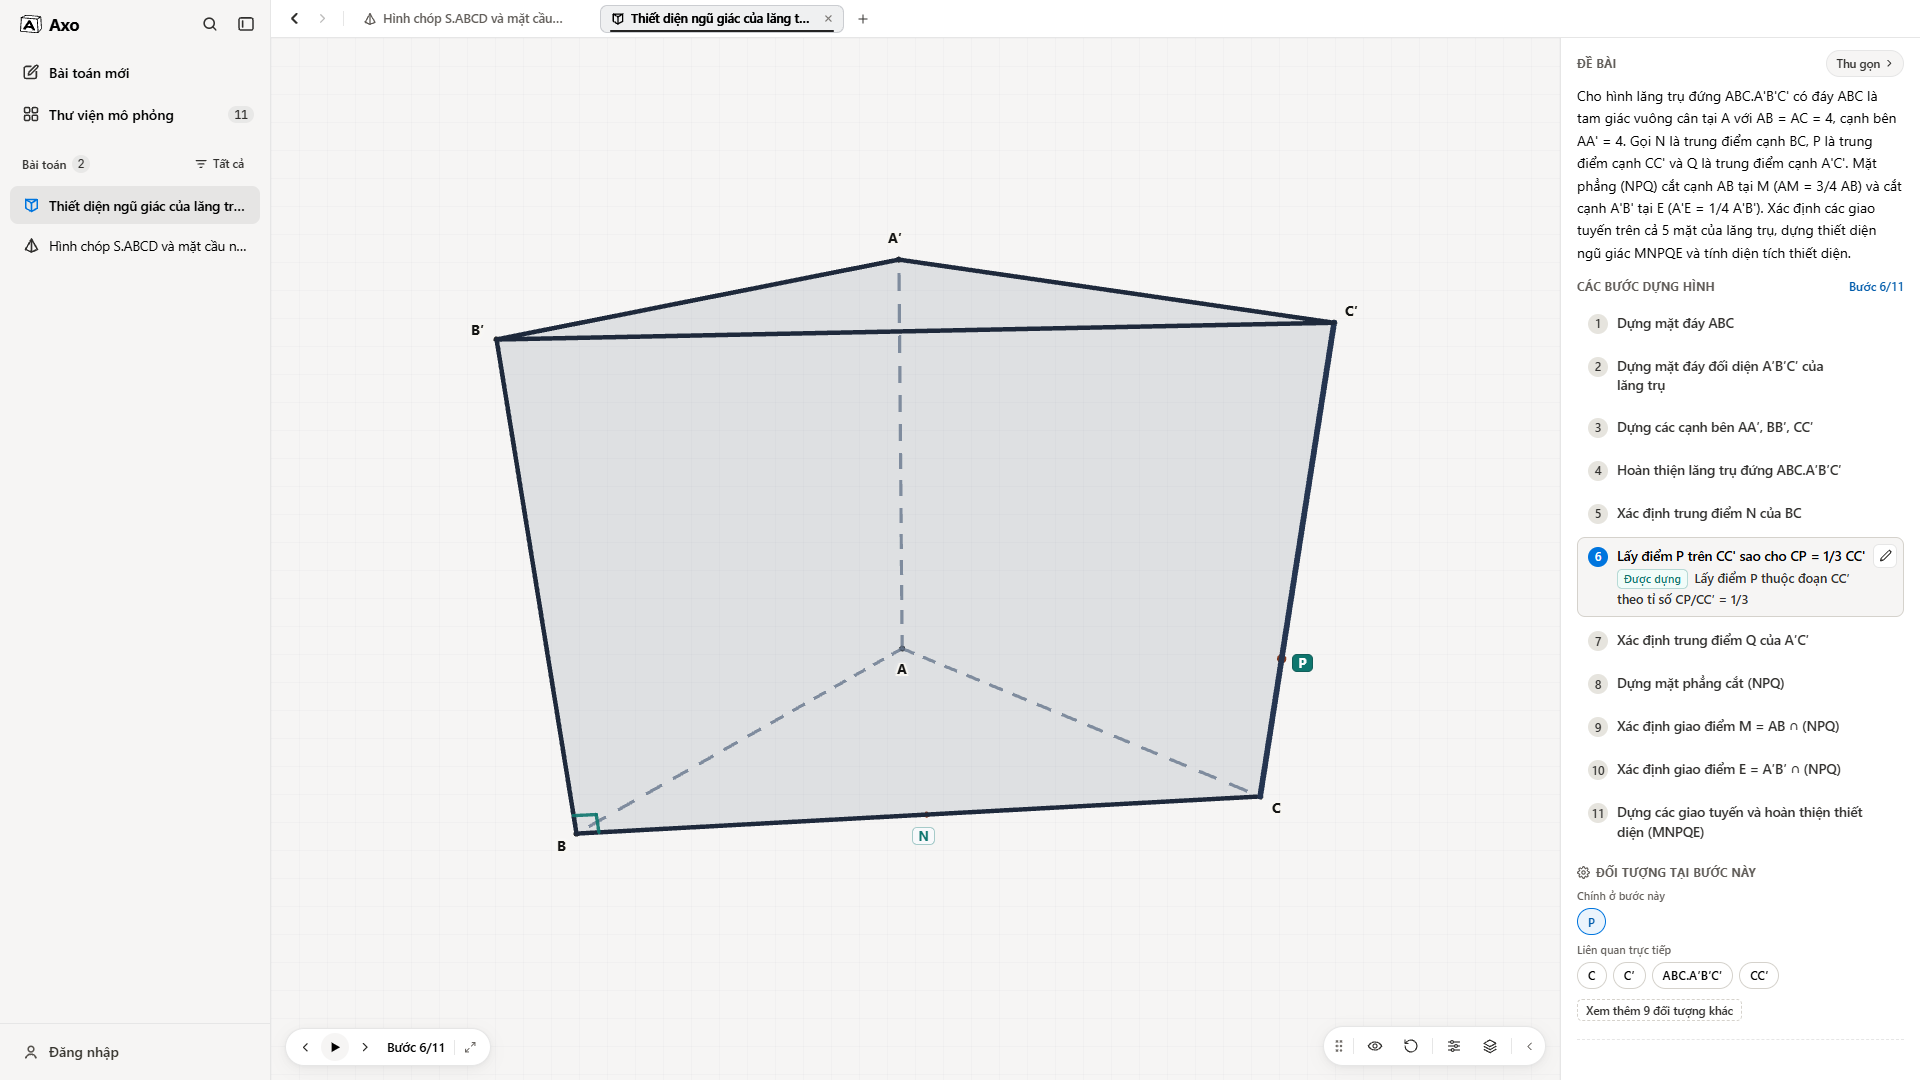 Axo
Bài toán mới
Thư viện mô phỏng 11
Bài toán 2 Tất cả
Thiết diện ngũ giác của lăng tr...
Hình chóp S.ABCD và mặt cầu n...
Đăng nhập
Hình chóp S.ABCD và mặt cầu...
Thiết diện ngũ giác của lăng t...
A′
B′
C′
A
P
B
N
C
Bước 6/11
ĐỀ BÀI Thu gọn
Cho hình lăng trụ đứng ABC.A'B'C' có đáy ABC là
tam giác vuông cân tại A với AB = AC = 4, cạnh bên
AA' = 4. Gọi N là trung điểm cạnh BC, P là trung
điểm cạnh CC' và Q là trung điểm cạnh A'C'. Mặt
phẳng (NPQ) cắt cạnh AB tại M (AM = 3/4 AB) và cắt
cạnh A'B' tại E (A'E = 1/4 A'B'). Xác định các giao
tuyến trên cả 5 mặt của lăng trụ, dựng thiết diện
ngũ giác MNPQE và tính diện tích thiết diện.
CÁC BƯỚC DỰNG HÌNH Bước 6/11
1 Dựng mặt đáy ABC
2 Dựng mặt đáy đối diện A′B′C′ của
lăng trụ
3 Dựng các cạnh bên AA′, BB′, CC′
4 Hoàn thiện lăng trụ đứng ABC.A′B′C′
5 Xác định trung điểm N của BC
6 Lấy điểm P trên CC' sao cho CP = 1/3 CC'
Được dựng Lấy điểm P thuộc đoạn CC′
theo tỉ số CP/CC′ = 1/3
7 Xác định trung điểm Q của A′C′
8 Dựng mặt phẳng cắt (NPQ)
9 Xác định giao điểm M = AB ∩ (NPQ)
10 Xác định giao điểm E = A′B′ ∩ (NPQ)
11 Dựng các giao tuyến và hoàn thiện thiết
diện (MNPQE)
ĐỐI TƯỢNG TẠI BƯỚC NÀY
Chính ở bước này
P
Liên quan trực tiếp
C C′ ABC.A′B′C′ CC′
Xem thêm 9 đối tượng khác